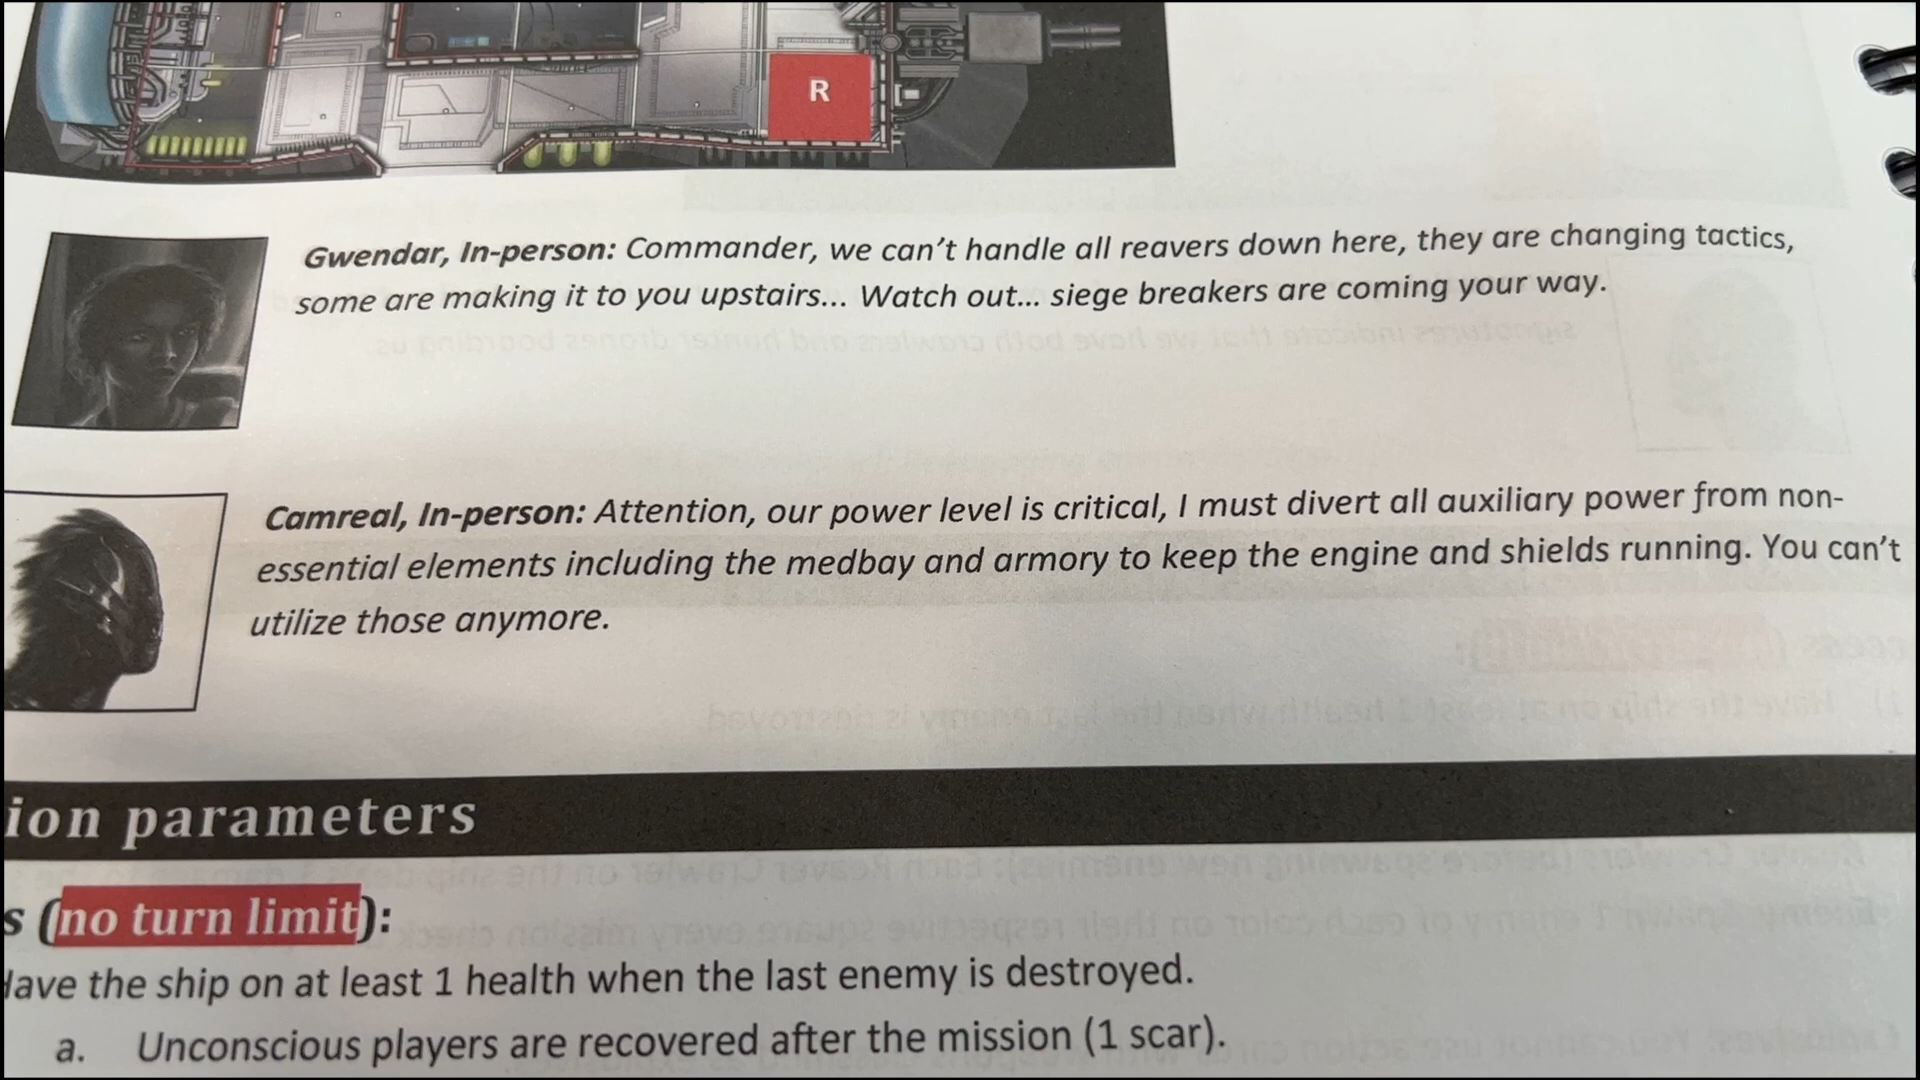 R
Gwendar, In-person: Commander, we can't handle all reavers down here, they are changing tactics,
some are making it to you upstairs... Watch out... siege breakers are coming your way.
Camreal, In-person: Attention, our power level is critical, I must divert all auxiliary power from non-
essential elements including the medbay and armory to keep the engine and shields running. You can't
utilize those anymore.
ion parameters
s (no turn limit):
Have the ship on at least 1 health when the last enemy is destroyed.
a. Unconscious players are recovered after the mission (1 scar).